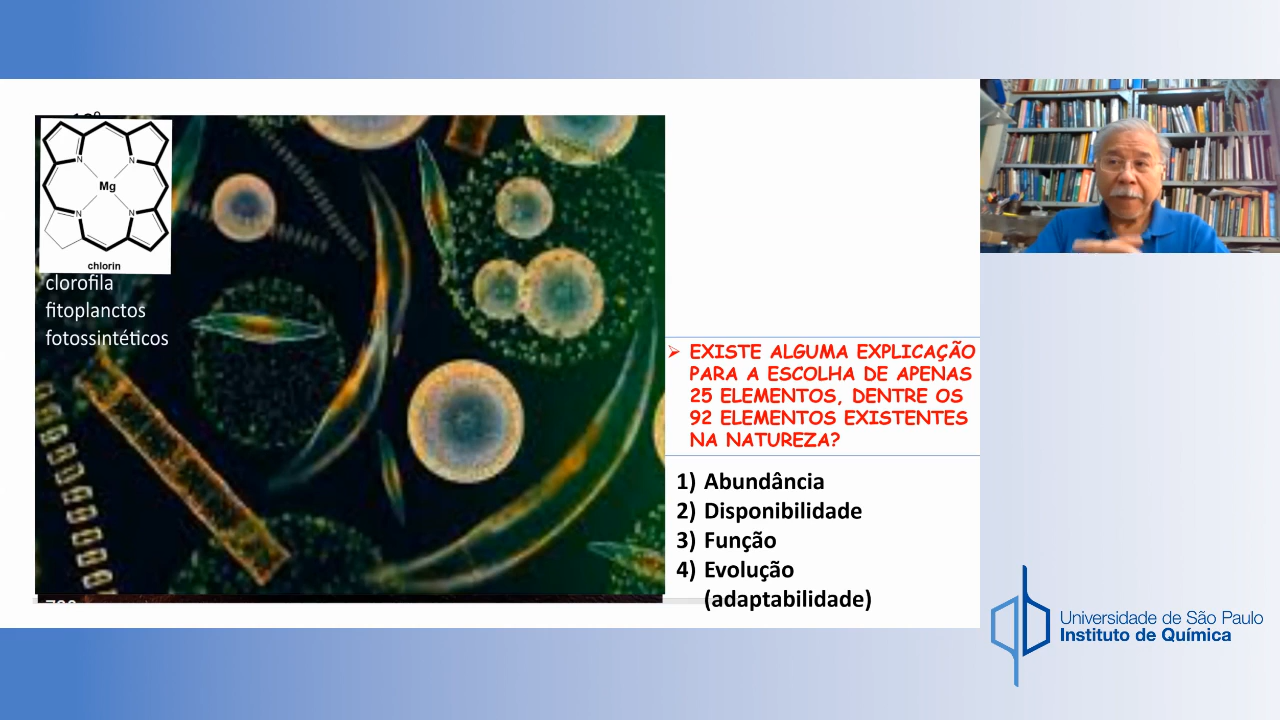 N
N
Mg
N
N
chlorin
clorofila
fitoplanctos
fotossintéticos
➢ EXISTE ALGUMA EXPLICAÇÃO
PARA A ESCOLHA DE APENAS
25 ELEMENTOS, DENTRE OS
92 ELEMENTOS EXISTENTES
NA NATUREZA?
1) Abundância
2) Disponibilidade
3) Função
4) Evolução
(adaptabilidade)
Universidade de São Paulo
Instituto de Química